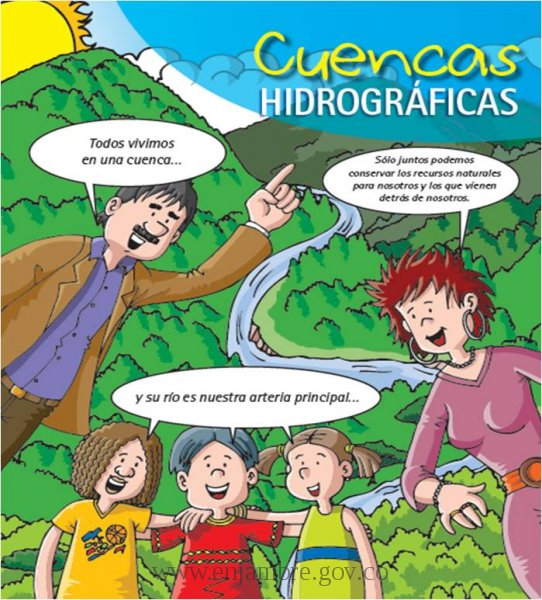 Cuencas
HIDROGRÁFICAS
Todos vivimos
en una cuenca...
Sólo juntos podemos
conservar los recursos naturales
para nosotros y los que vienen
detrás de nosotros.
y su río es nuestra arteria principal...
www.enjambre.gov.co